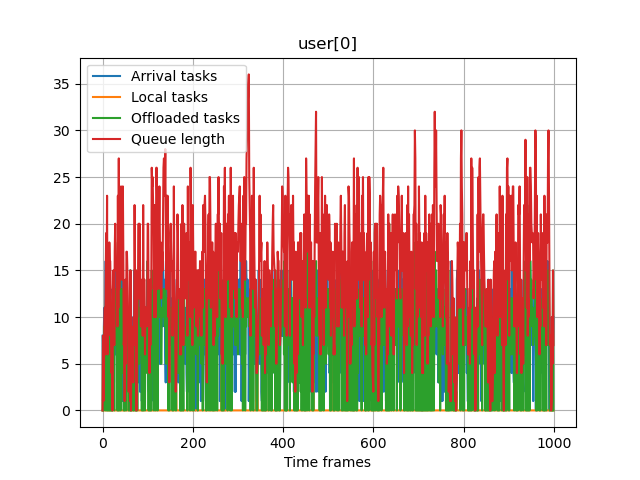 user[0]
Arrival tasks
Local tasks
Offloaded tasks
Queue length
35
30
25
20
15
10
5
0
0 200 400 600 800 1000
Time frames